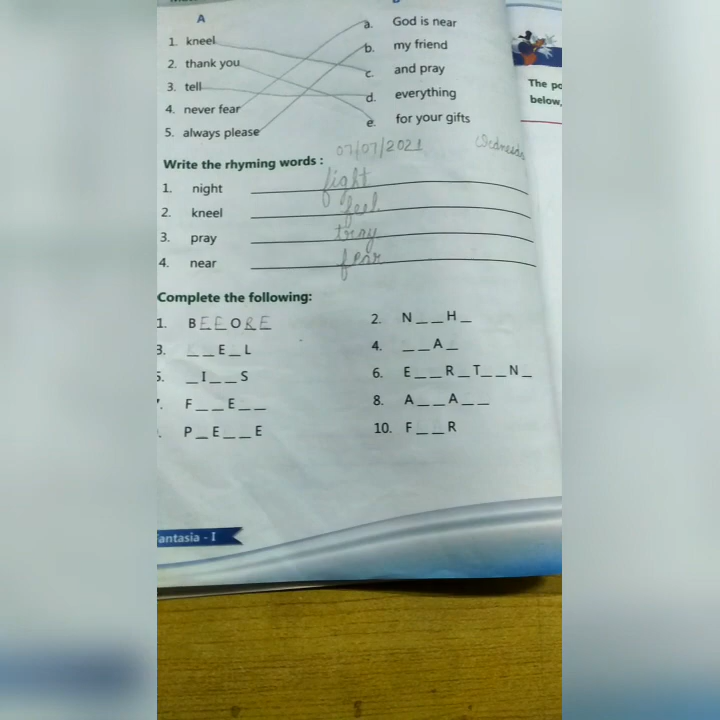 A
1. kneel
2. thank you
3. tell
4. never fear
5. always please
a. God is near
b. my friend
c. and pray
d. everything
e. for your gifts
The po
below,
07/07/2021
Wednesda
Write the rhyming words :
1. night fight
2. kneel feel
3. pray tray
4. near fear
Complete the following:
1. B E F O R E
2. N _ _ H _
3. _ _ E _ L
4. _ _ A _
5. _ I _ _ S
6. E _ _ R _ T _ _ N _
F _ _ E _ _
8. A _ _ A _ _
P _ E _ _ E
10. F _ _ R
antasia - I